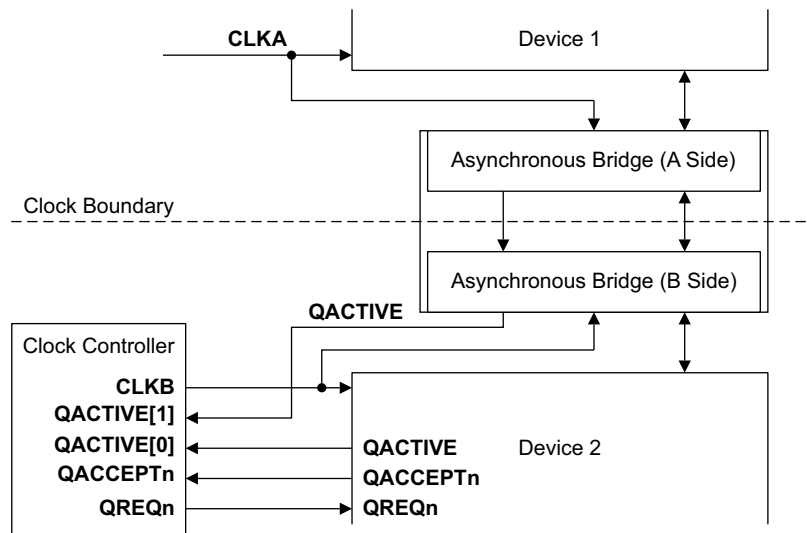 CLKA
Device 1
Asynchronous Bridge (A Side)
Clock Boundary
Asynchronous Bridge (B Side)
QACTIVE
Clock Controller
CLKB
QACTIVE[1]
QACTIVE[0]
QACCEPTn
QREQn
QACTIVE
QACCEPTn
QREQn
Device 2